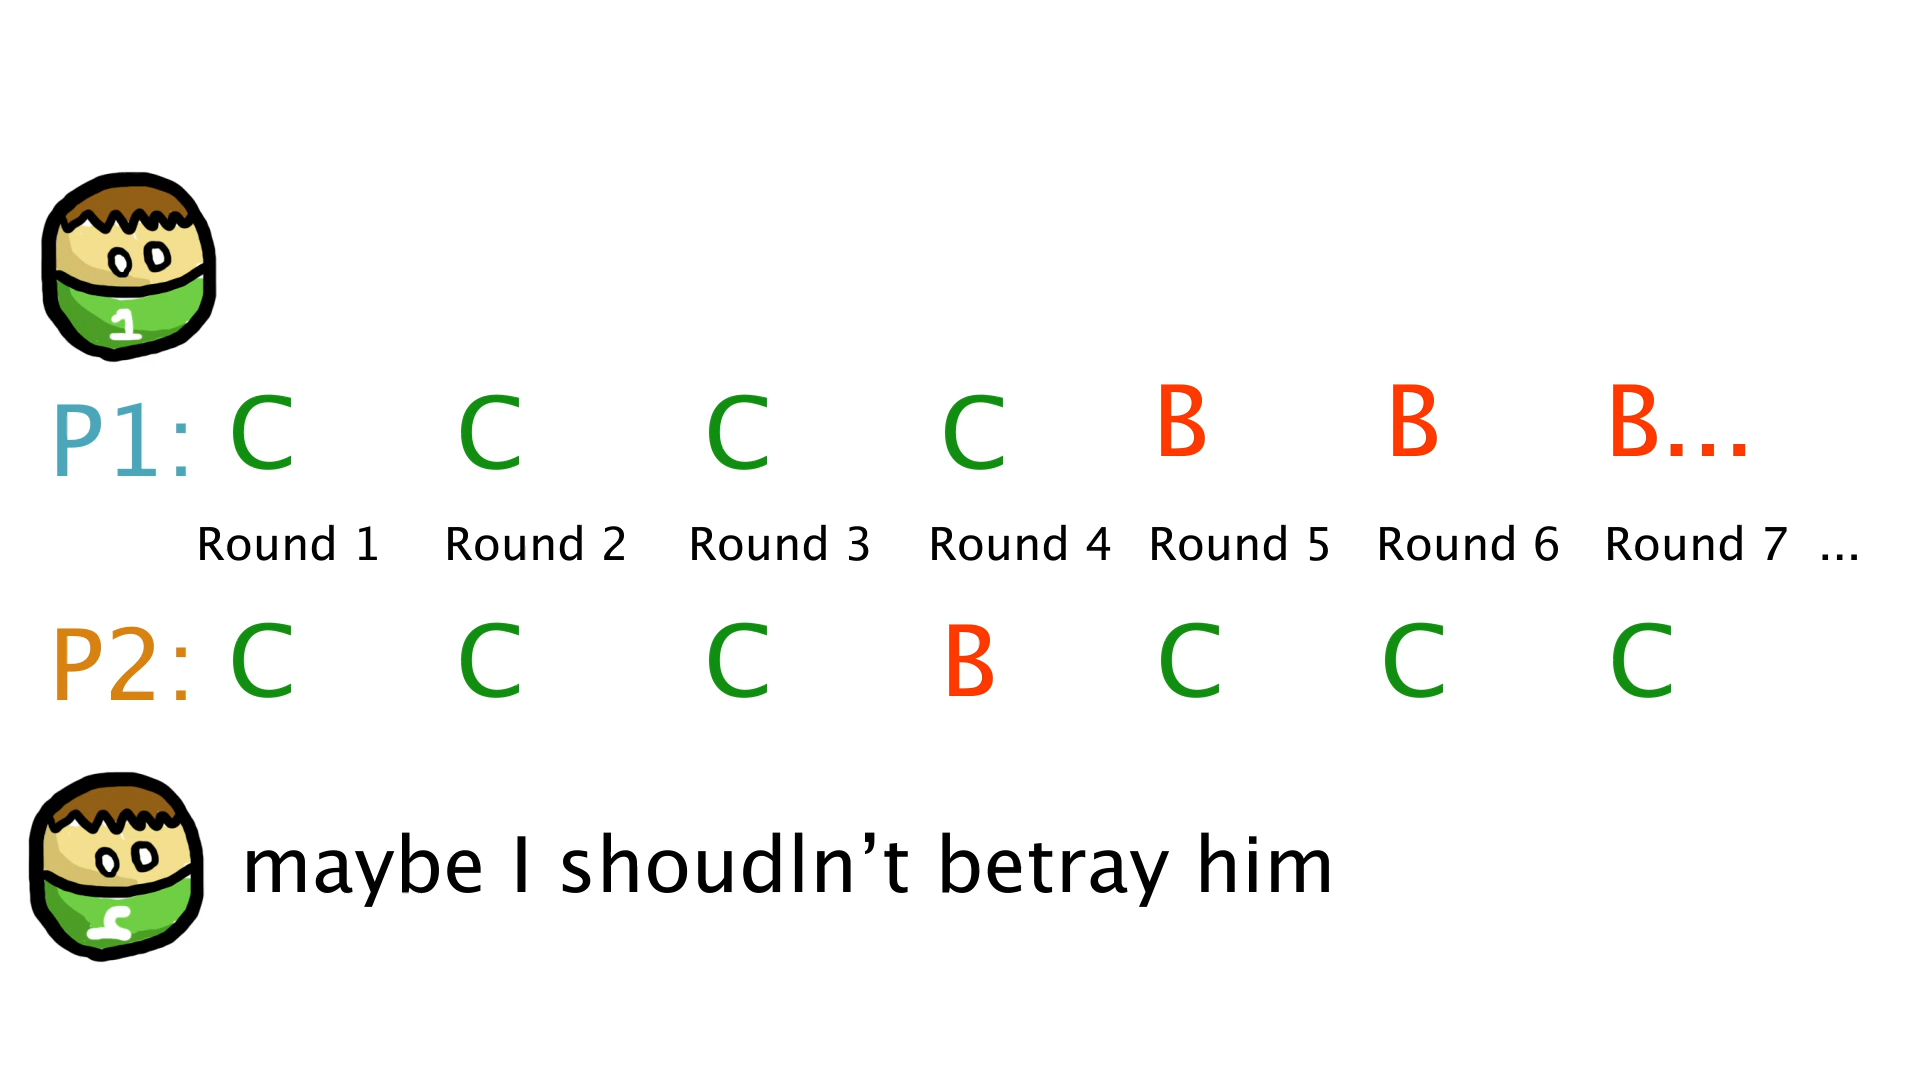 1
P1: C C C C B B B...
Round 1 Round 2 Round 3 Round 4 Round 5 Round 6 Round 7 ...
P2: C C C B C C C
maybe I shoudln’t betray him